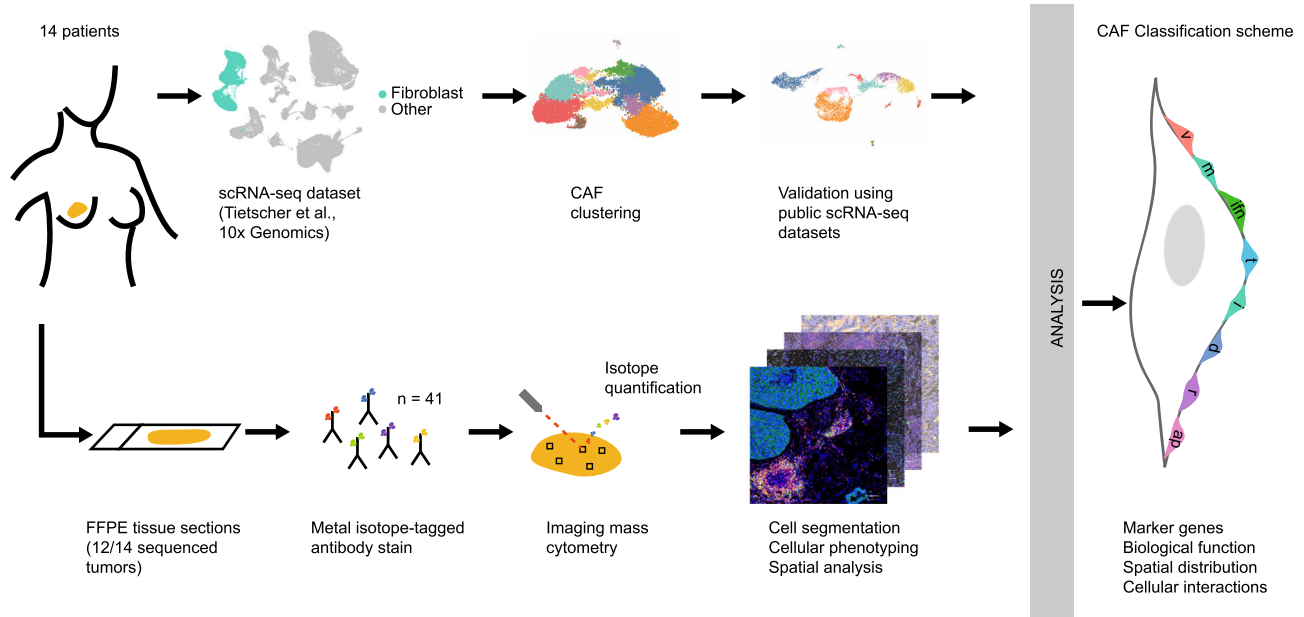 14 patients
Fibroblast
Other
scRNA-seq dataset
(Tietscher et al.,
10x Genomics)
CAF
clustering
Validation using
public scRNA-seq
datasets
n = 41
Isotope
quantification
FFPE tissue sections
(12/14 sequenced
tumors)
Metal isotope-tagged
antibody stain
Imaging mass
cytometry
Cell segmentation
Cellular phenotyping
Spatial analysis
ANALYSIS
CAF Classification scheme
v
m
ifn
t
i
d
r
ap
Marker genes
Biological function
Spatial distribution
Cellular interactions